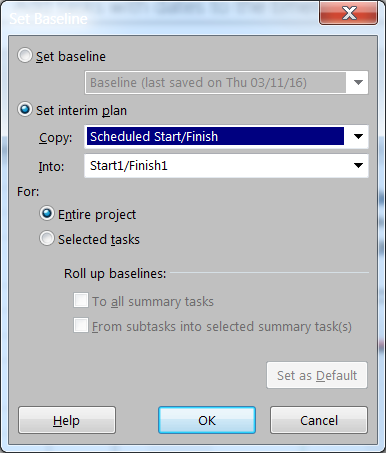 Set Baseline
Set baseline
Baseline (last saved on Thu 03/11/16)
Set interim plan
Copy: Scheduled Start/Finish
Into: Start1/Finish1
For:
Entire project
Selected tasks
Roll up baselines:
To all summary tasks
From subtasks into selected summary task(s)
Set as Default
Help OK Cancel